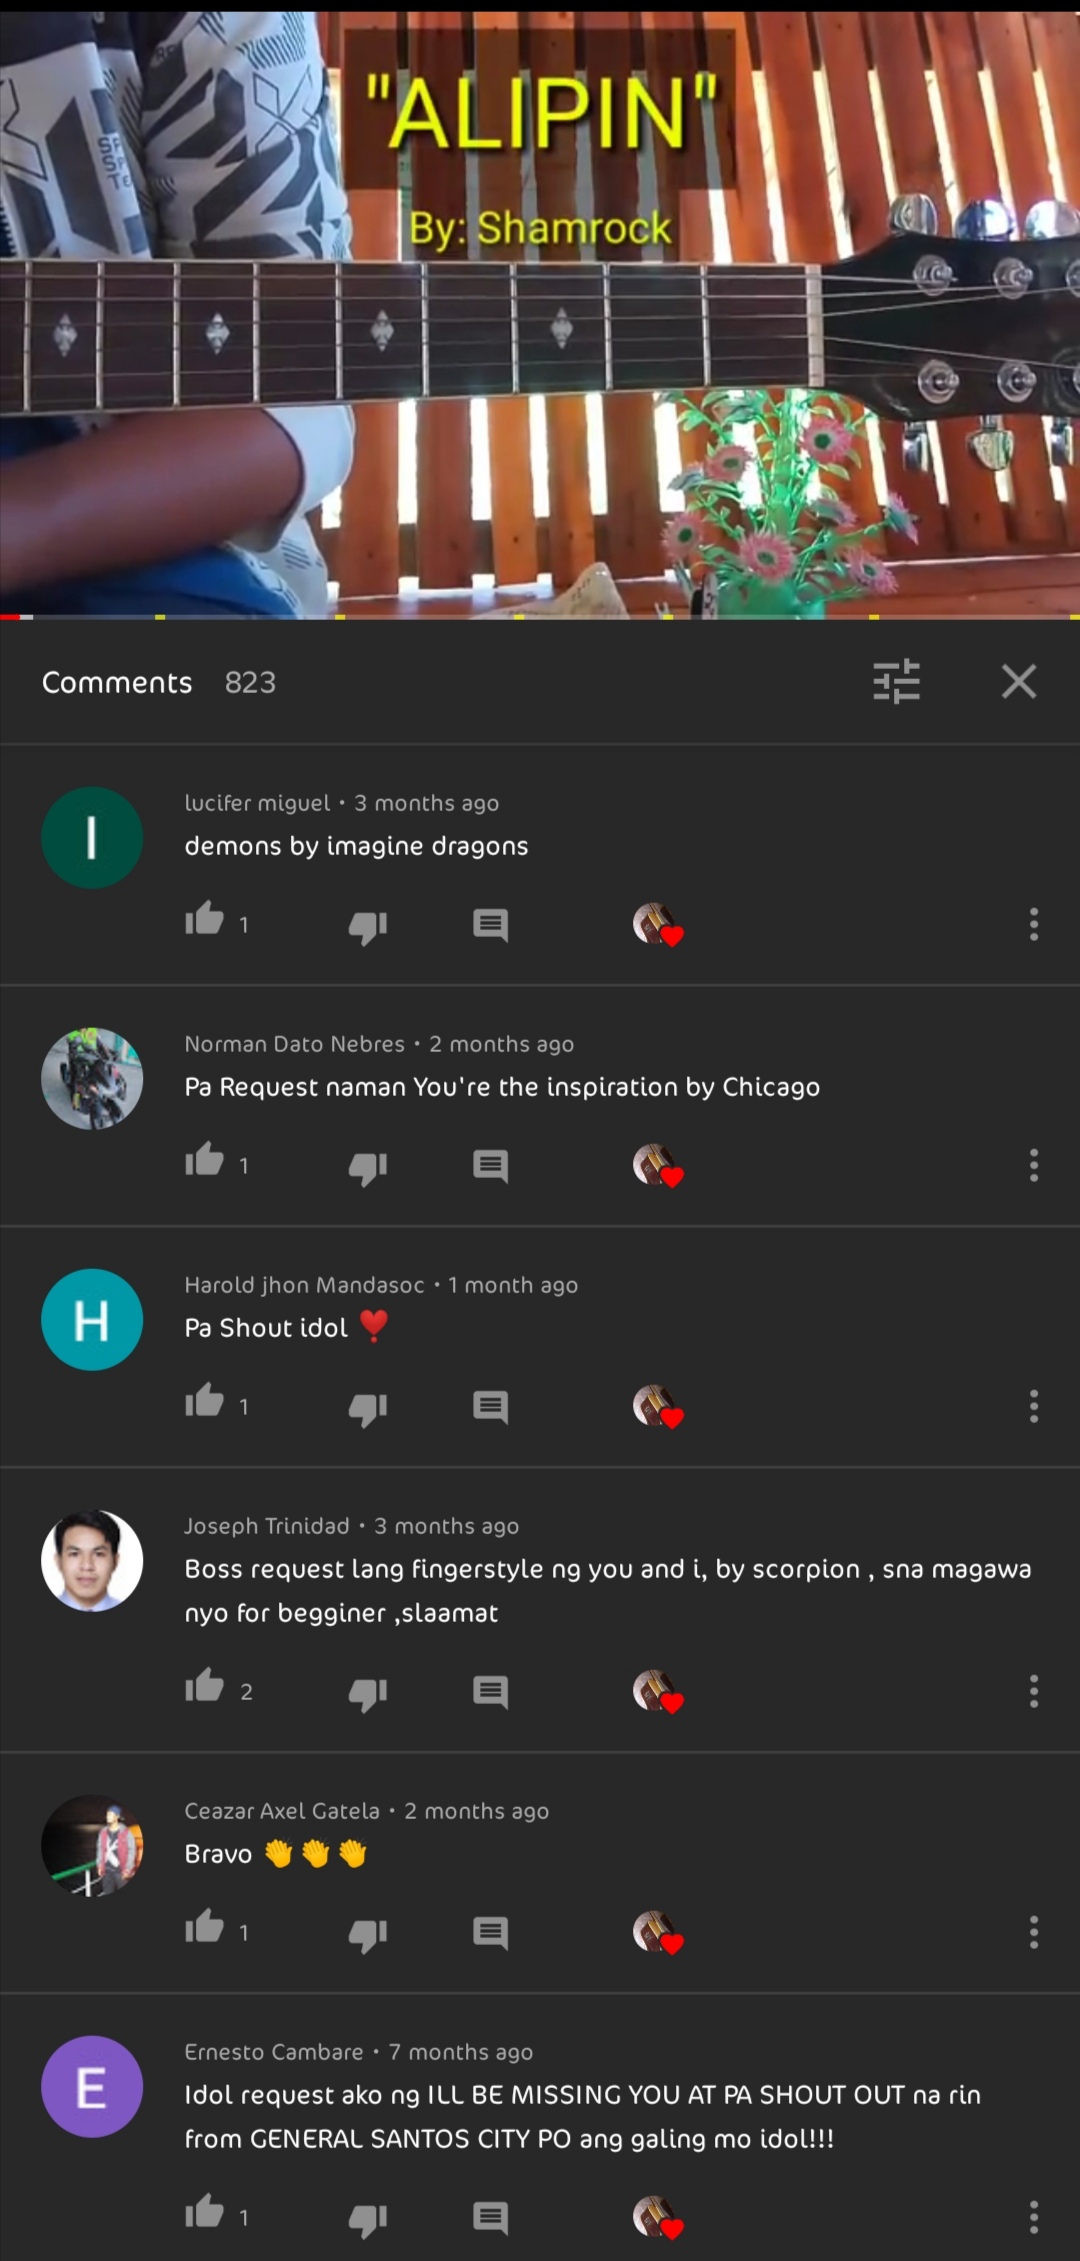 "ALIPIN"
By: Shamrock
Comments 823
I
lucifer miguel • 3 months ago
demons by imagine dragons
1
Norman Dato Nebres • 2 months ago
Pa Request naman You're the inspiration by Chicago
1
H
Harold jhon Mandasoc • 1 month ago
Pa Shout idol ❣️
1
Joseph Trinidad • 3 months ago
Boss request lang fingerstyle ng you and i, by scorpion , sna magawa
nyo for begginer ,slaamat
2
Ceazar Axel Gatela • 2 months ago
Bravo 👏👏👏
1
E
Ernesto Cambare • 7 months ago
Idol request ako ng ILL BE MISSING YOU AT PA SHOUT OUT na rin
from GENERAL SANTOS CITY PO ang galing mo idol!!!
1